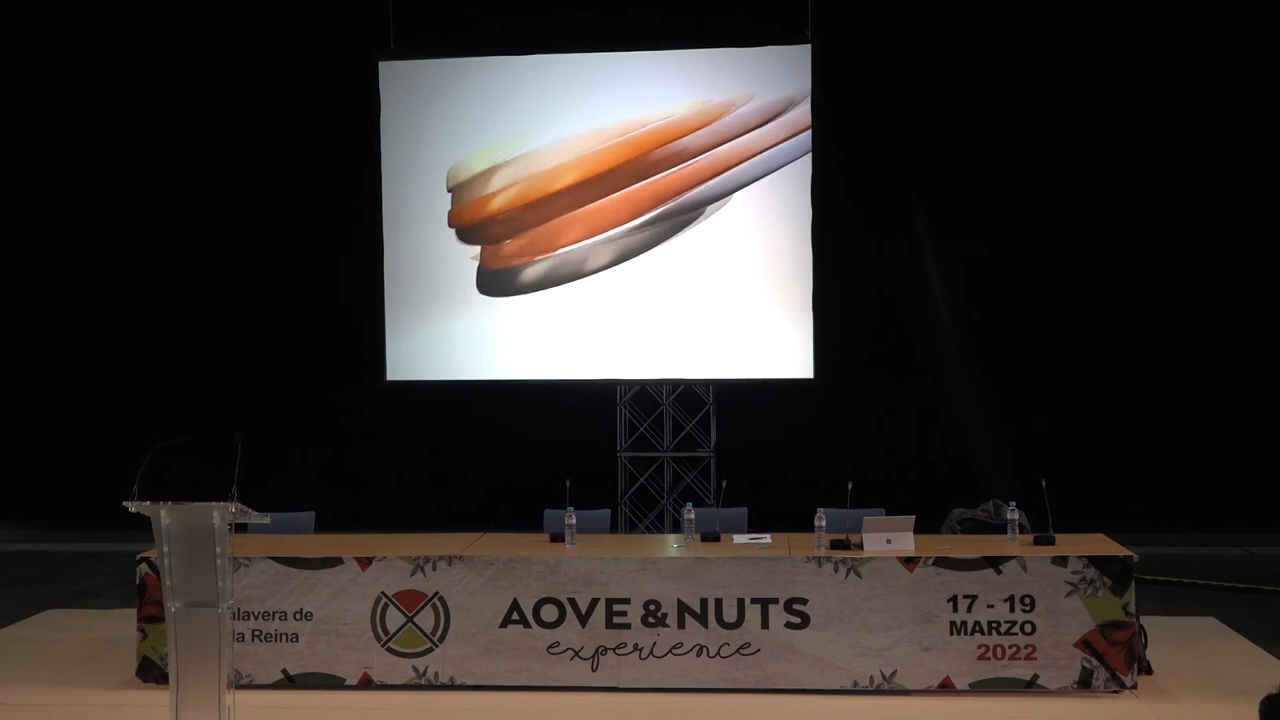 alavera de
la Reina
AOVE&NUTS
experience
17 - 19
MARZO
2022